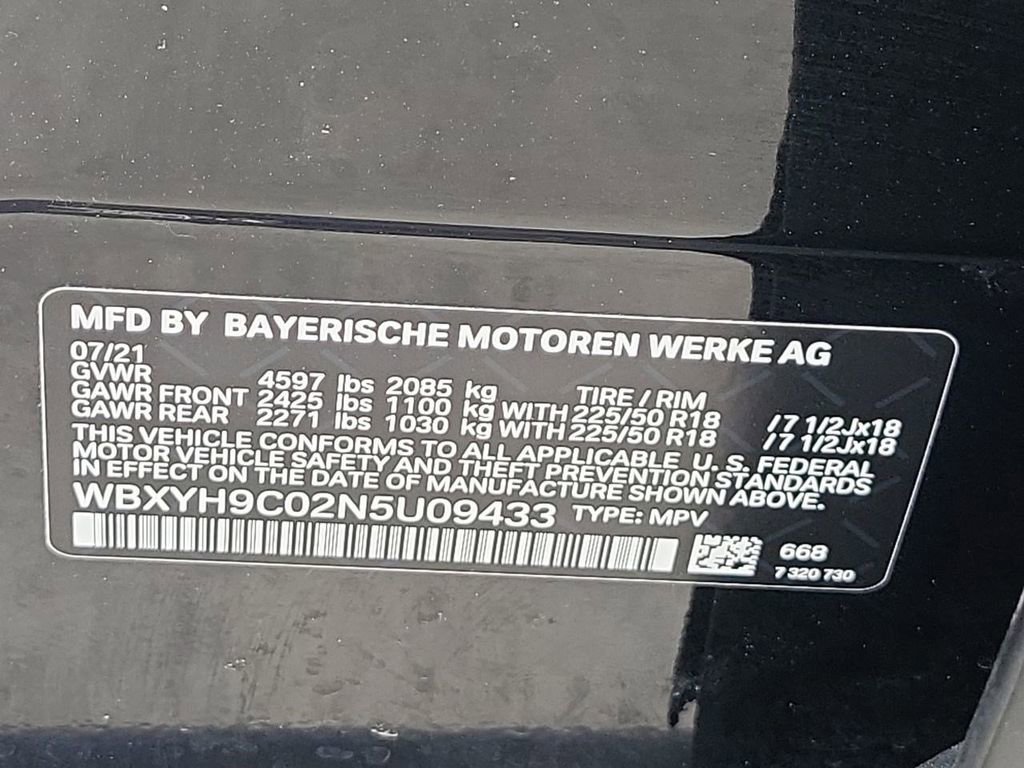 MFD BY BAYERISCHE MOTOREN WERKE AG
07/21
GVWR 4597 lbs 2085 kg TIRE / RIM
GAWR FRONT 2425 lbs 1100 kg WITH 225/50 R18 /7 1/2Jx18
GAWR REAR 2271 lbs 1030 kg WITH 225/50 R18 /7 1/2Jx18
THIS VEHICLE CONFORMS TO ALL APPLICABLE U. S. FEDERAL
MOTOR VEHICLE SAFETY AND THEFT PREVENTION STANDARDS
IN EFFECT ON THE DATE OF MANUFACTURE SHOWN ABOVE.
WBXYH9C02N5U09433 TYPE: MPV
668
7 320 730